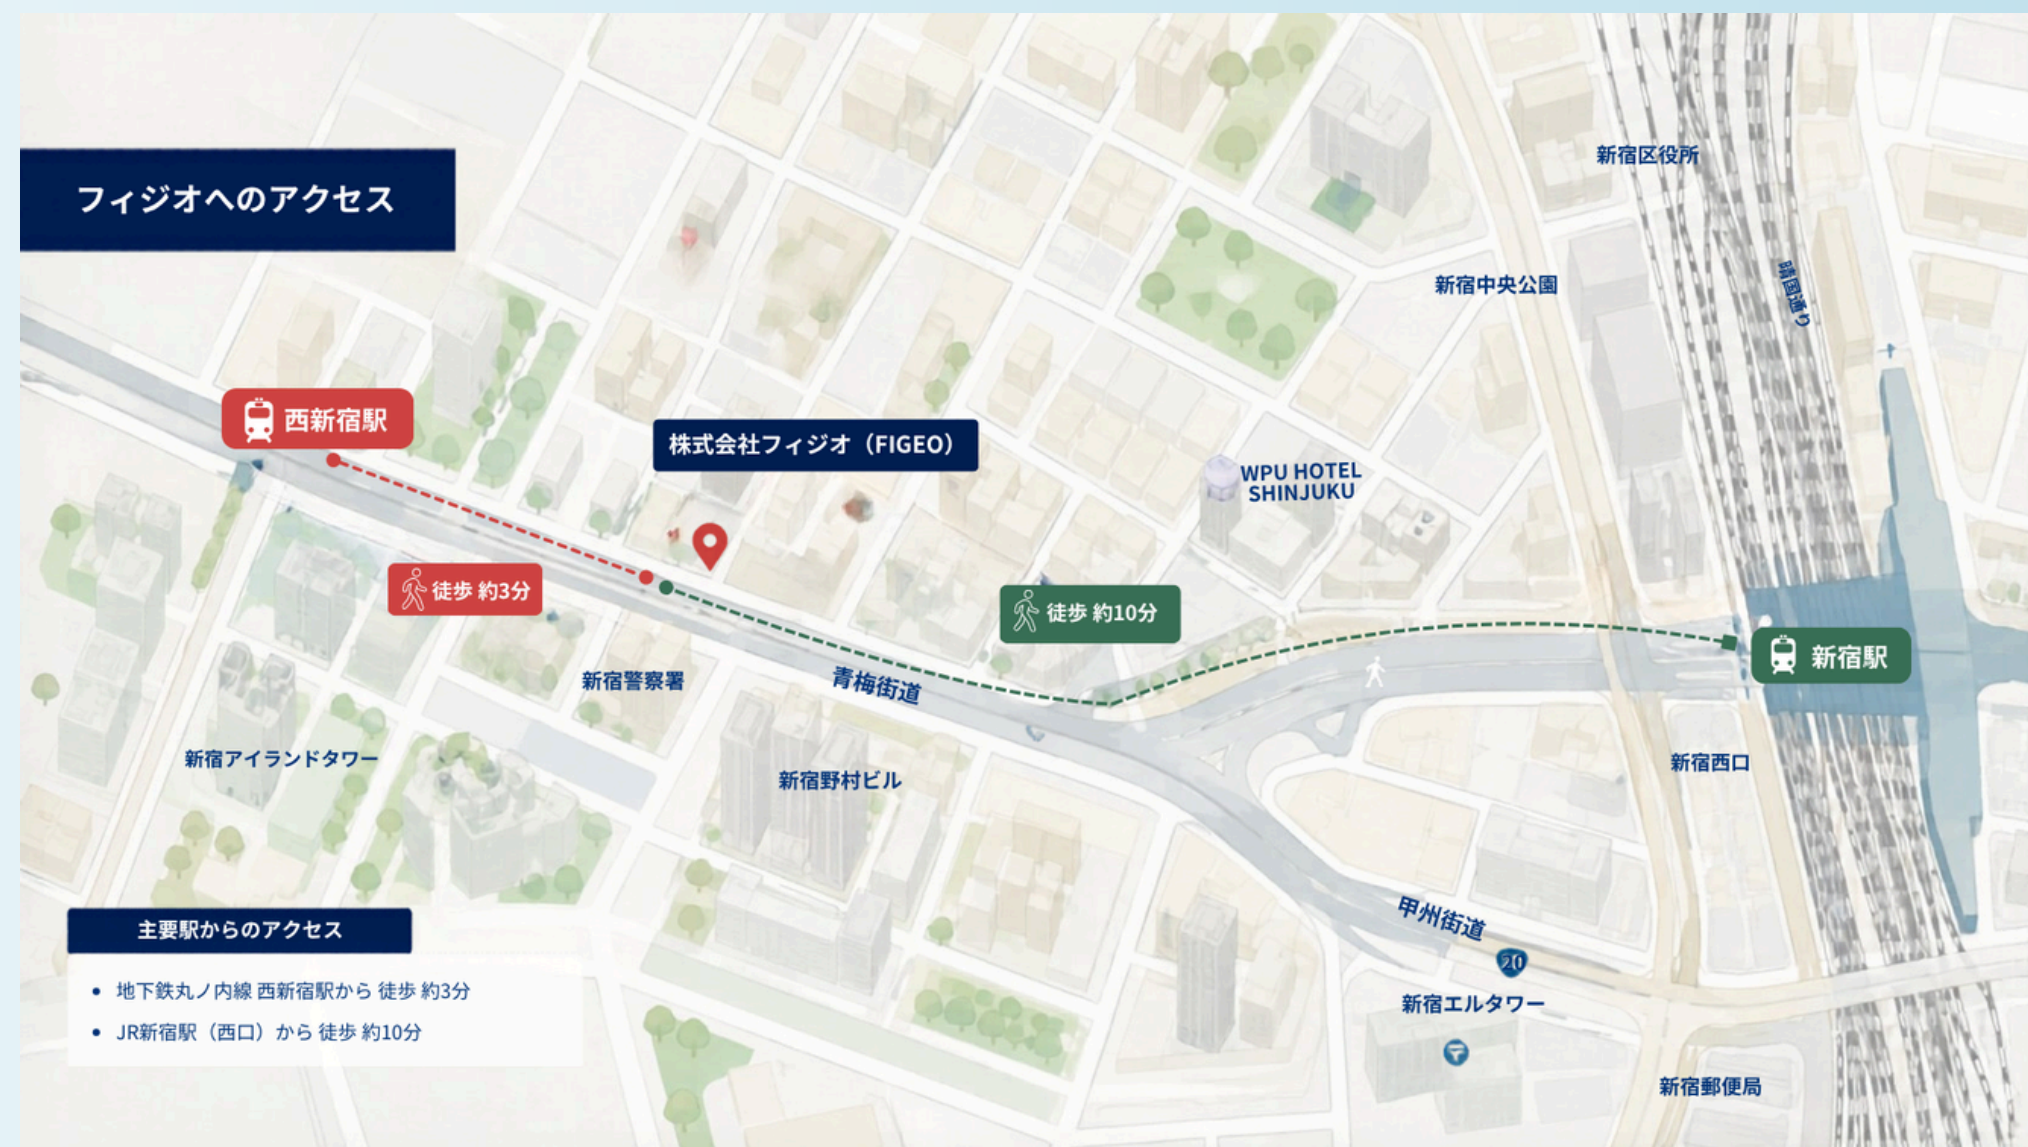 フィジオへのアクセス
新宿区役所
新宿中央公園
晴国通り
西新宿駅
株式会社フィジオ（FIGEO）
WPU HOTEL
SHINJUKU
徒歩 約3分
徒歩 約10分
新宿駅
新宿警察署
青梅街道
新宿アイランドタワー
新宿野村ビル
新宿西口
甲州街道
20
新宿エルタワー
〒
新宿郵便局
主要駅からのアクセス
• 地下鉄丸ノ内線 西新宿駅から 徒歩 約3分
• JR新宿駅（西口）から 徒歩 約10分